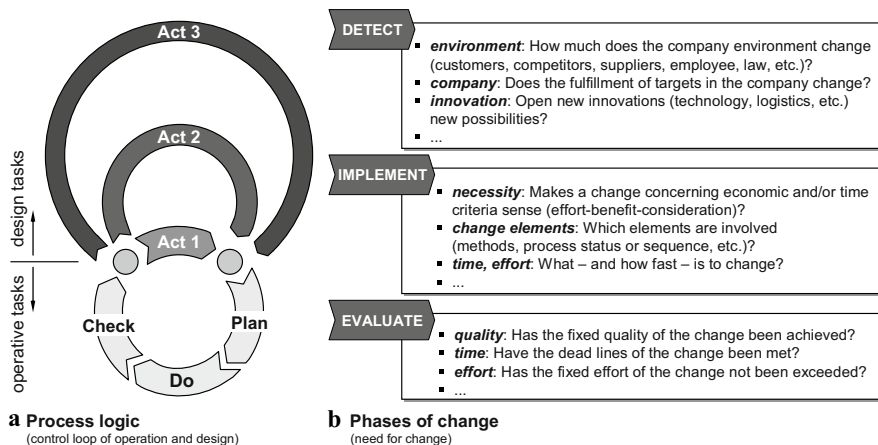 Act 3
Act 2
Act 1
design tasks
operative tasks
Check
Plan
Do
a Process logic
(control loop of operation and design)
DETECT
▪ environment: How much does the company environment change
(customers, competitors, suppliers, employee, law, etc.)?
▪ company: Does the fulfillment of targets in the company change?
▪ innovation: Open new innovations (technology, logistics, etc.)
new possibilities?
▪ ...
IMPLEMENT
▪ necessity: Makes a change concerning economic and/or time
criteria sense (effort-benefit-consideration)?
▪ change elements: Which elements are involved
(methods, process status or sequence, etc.)?
▪ time, effort: What – and how fast – is to change?
▪ ...
EVALUATE
▪ quality: Has the fixed quality of the change been achieved?
▪ time: Have the dead lines of the change been met?
▪ effort: Has the fixed effort of the change not been exceeded?
▪ ...
b Phases of change
(need for change)